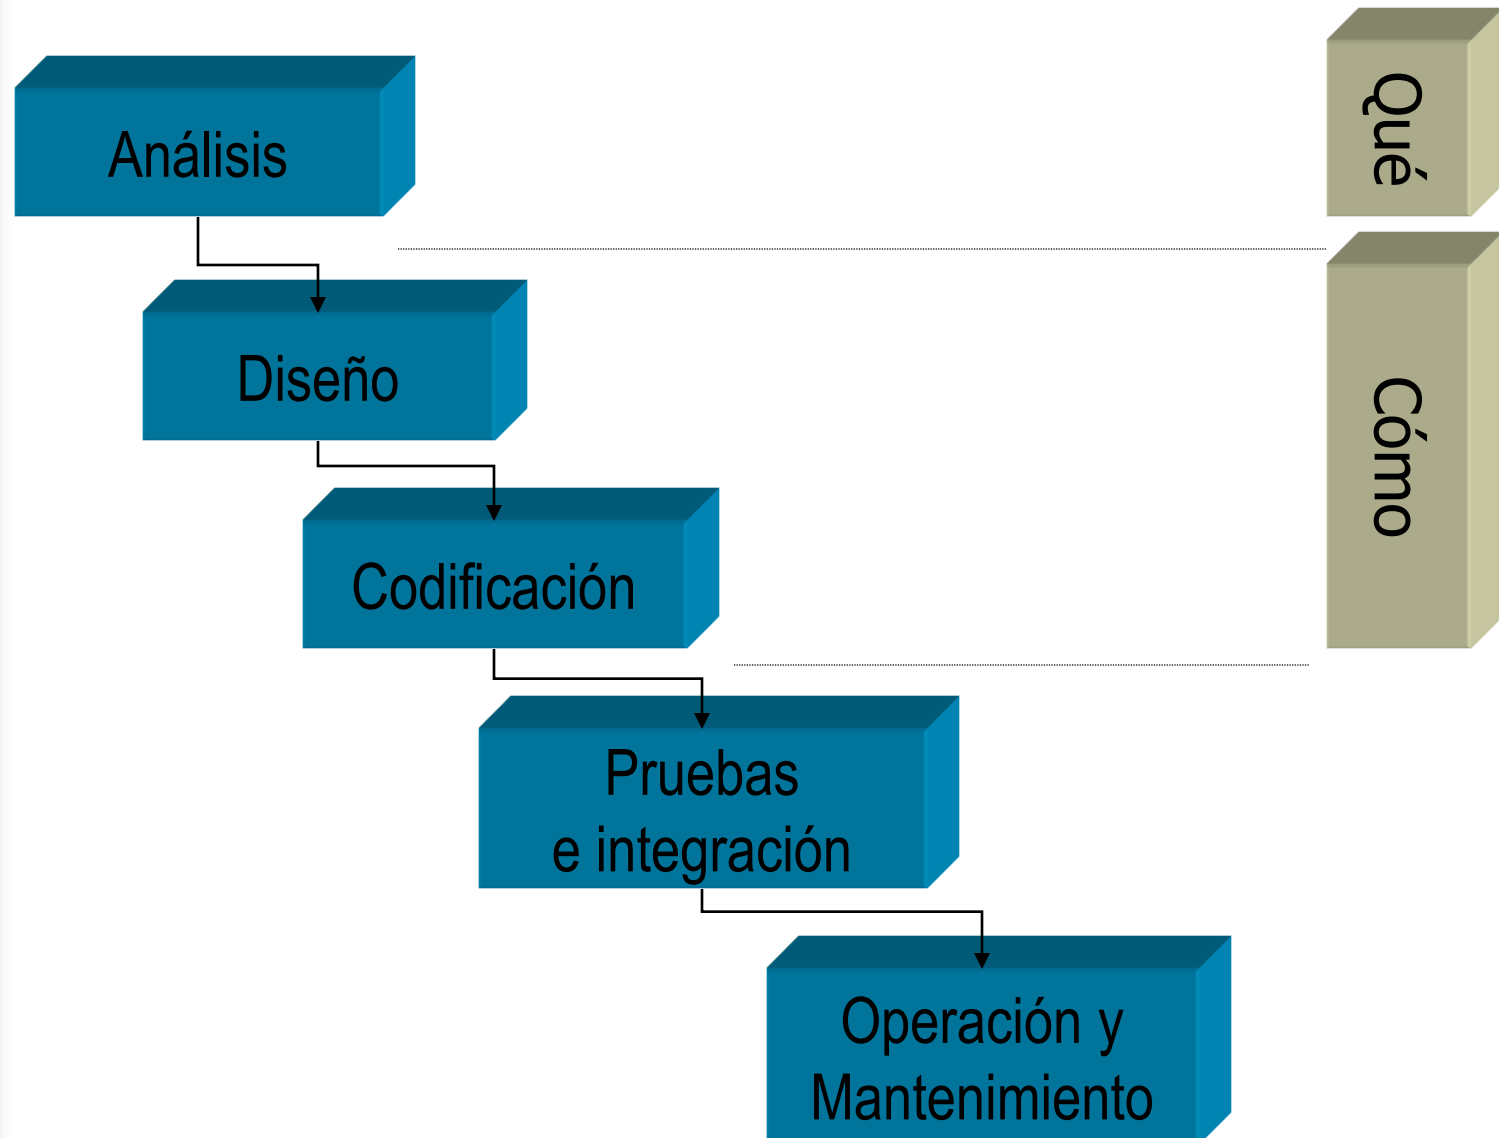 Análisis
Qué
Diseño
Cómo
Codificación
Pruebas
e integración
Operación y
Mantenimiento